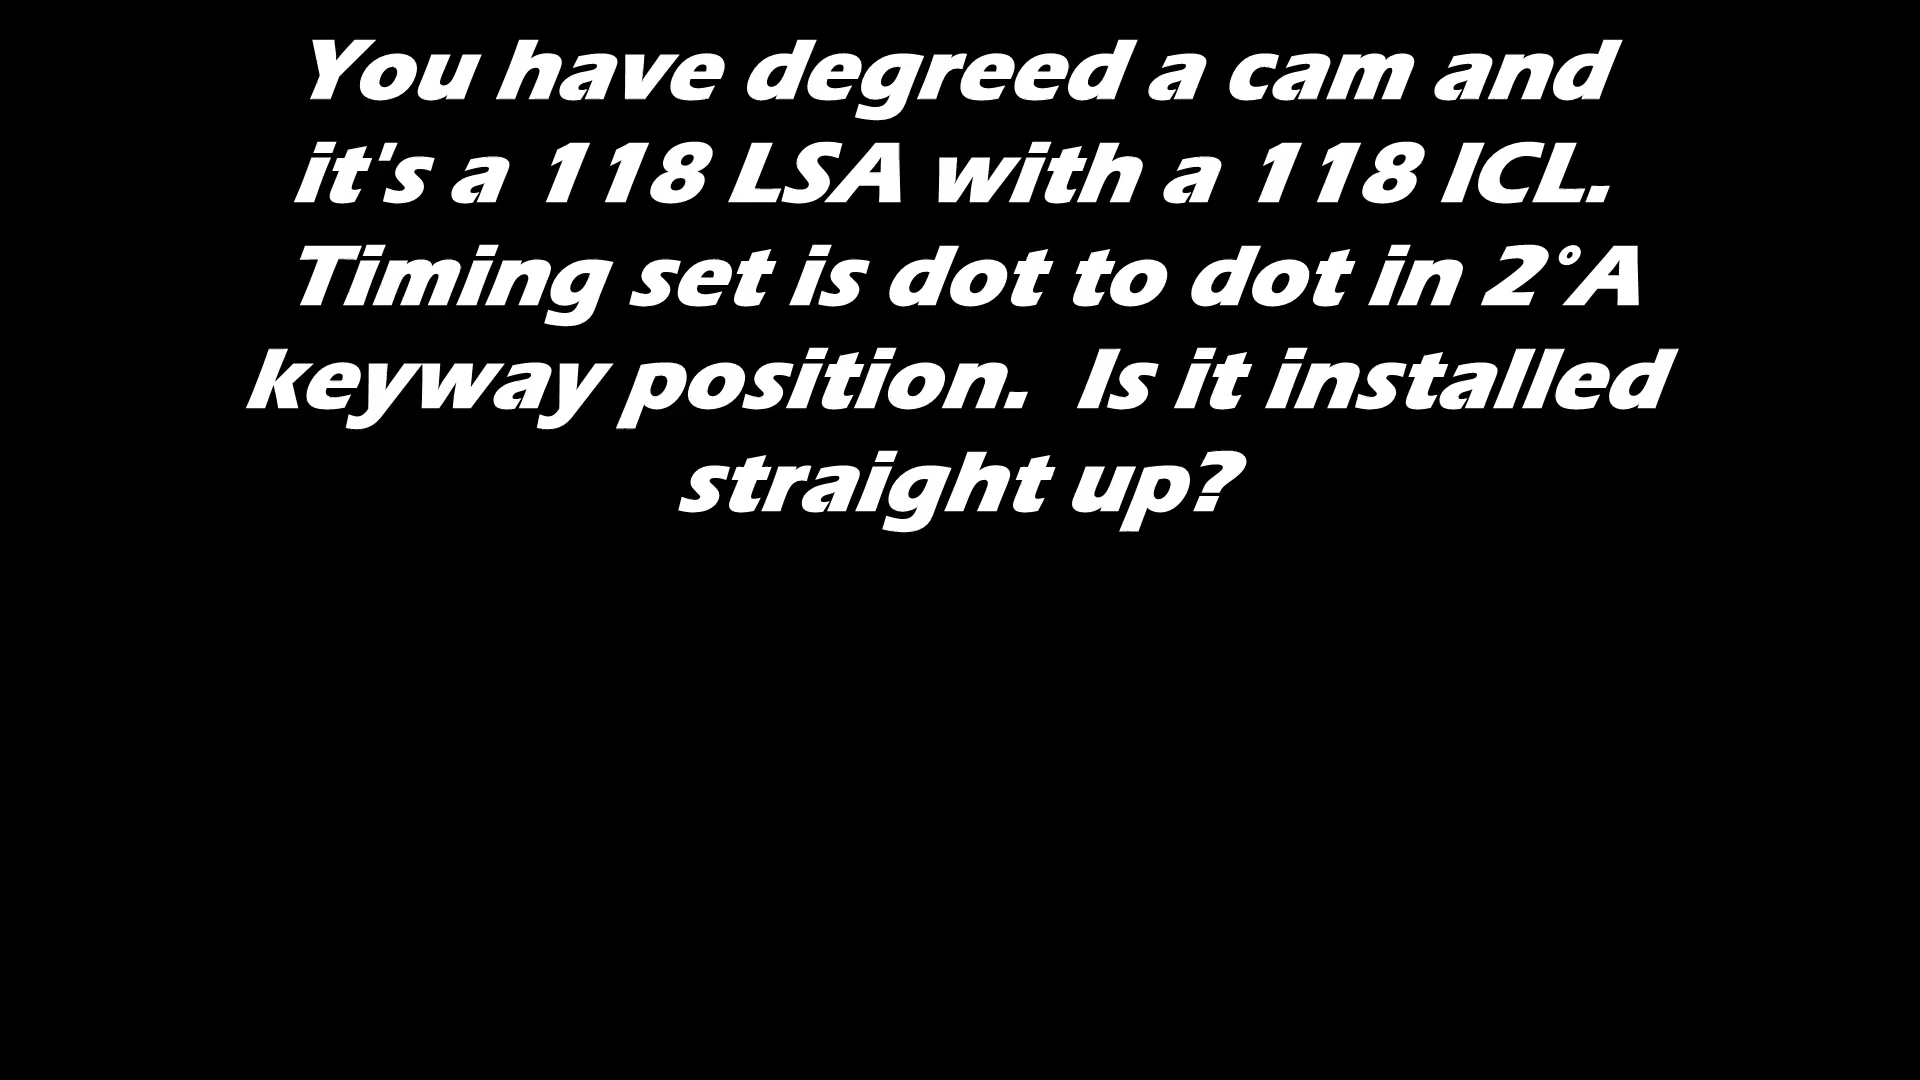 You have degreed a cam and
it's a 118 LSA with a 118 ICL.
Timing set is dot to dot in 2°A
keyway position.  Is it installed
straight up?